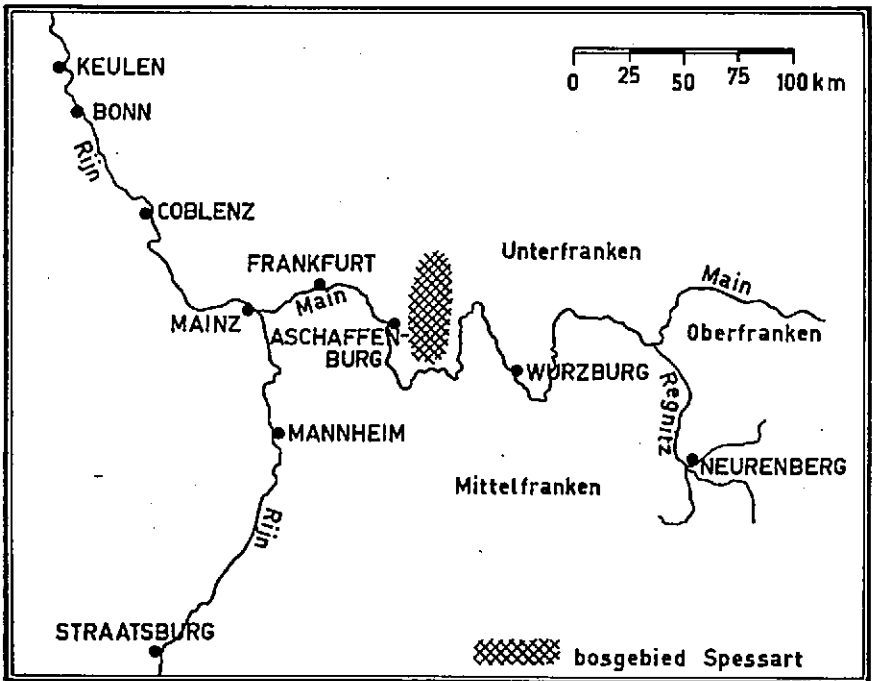 KEULEN
BONN
Rijn
COBLENZ
0 25 50 75 100 km
Unterfranken
FRANKFURT
Main
Main
MAINZ
ASCHAFFEN-
BURG
Oberfranken
WURZBURG
Regnitz
MANNHEIM
NEURENBERG
Mittelfranken
Rijn
STRAATSBURG
bosgebied Spessart